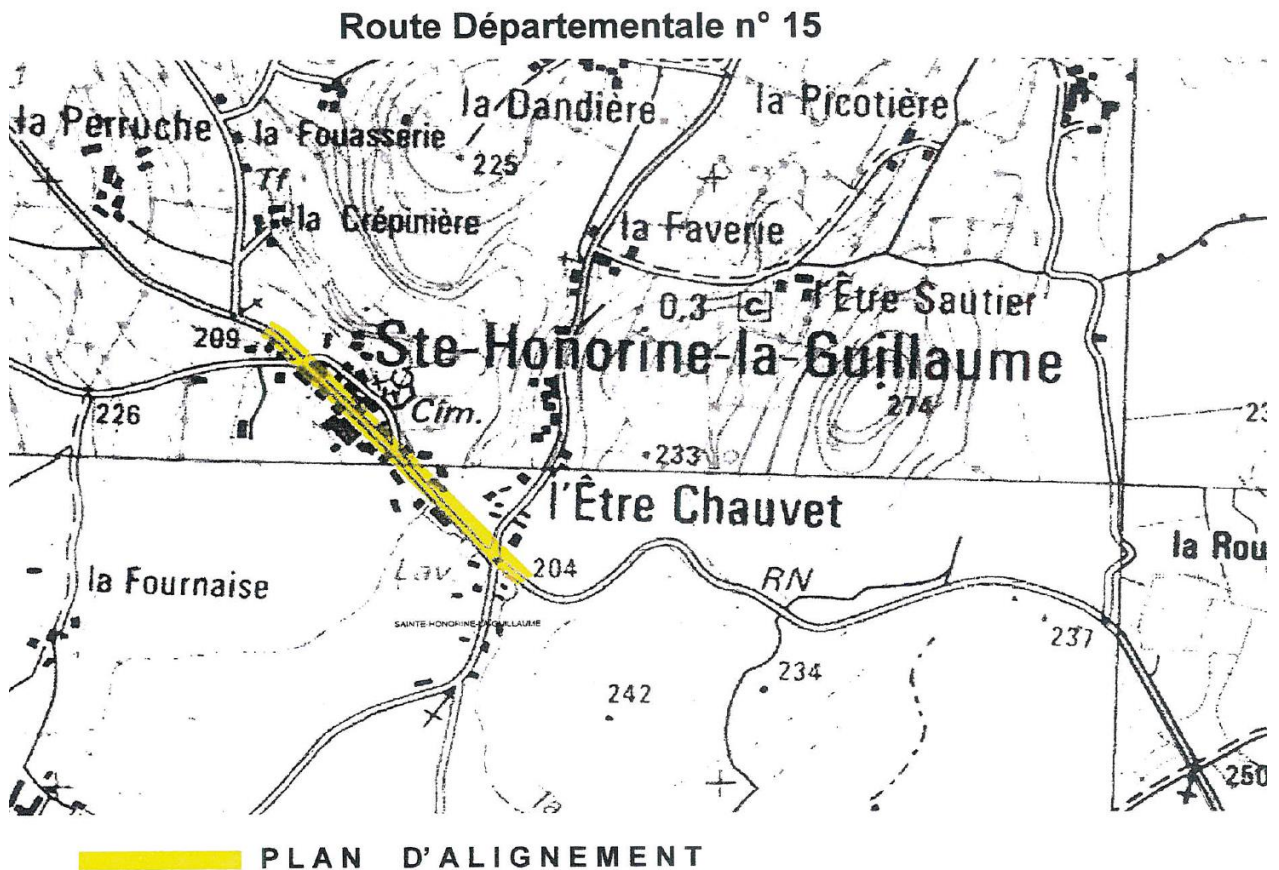 Route Départementale n° 15
la Dandière
la Picotière
la Perruche
la Fouasserie
225
Tf
la Crépinière
la Faverie
0,3 C
l'Être Sautier
209
Ste-Honorine-la-Guillaume
Cim.
274
226
233
l'Être Chauvet
la Rou
Lav.
204
RN
la Fournaise
SAINTE-HONORINE-LA-GUILLAUME
237
234
242
250
PLAN D'ALIGNEMENT